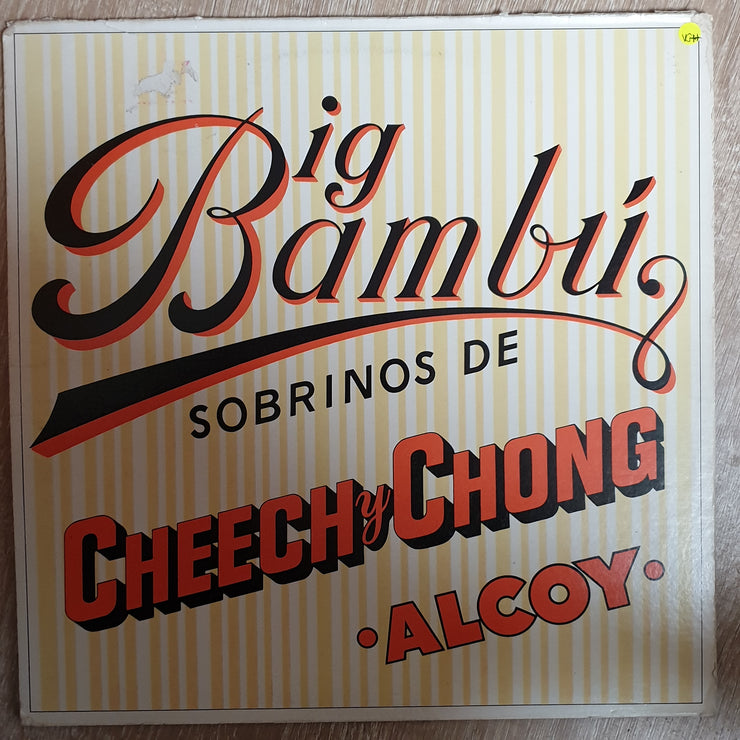 Big
Bambú
SOBRINOS DE
CHEECH y CHONG
• ALCOY •